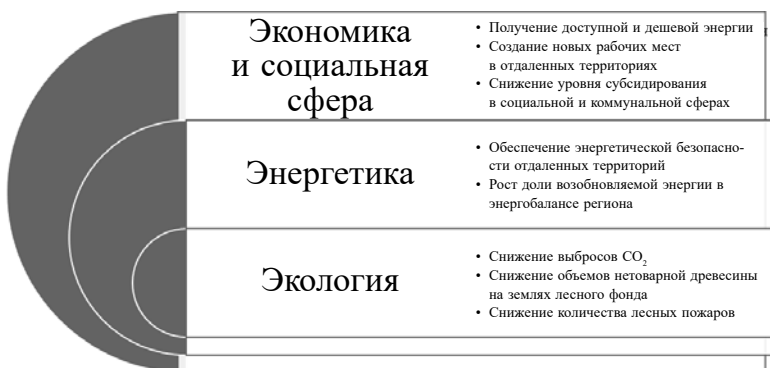 Экономика
и социальная
сфера
• Получение доступной и дешевой энергии
• Создание новых рабочих мест
в отдаленных территориях
• Снижение уровня субсидирования
в социальной и коммунальной сферах
Энергетика
• Обеспечение энергетической безопасно-
сти отдаленных территорий
• Рост доли возобновляемой энергии в
энергобалансе региона
Экология
• Снижение выбросов CO₂
• Снижение объемов нетоварной древесины
на землях лесного фонда
• Снижение количества лесных пожаров